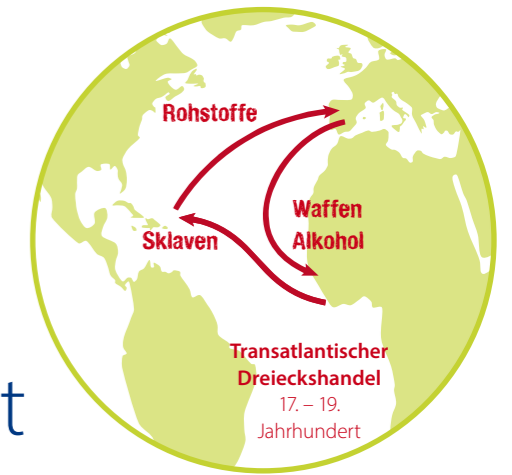 Rohstoffe
Waffen
Alkohol
Sklaven
Transatlantischer
Dreieckshandel
17. – 19.
Jahrhundert
t